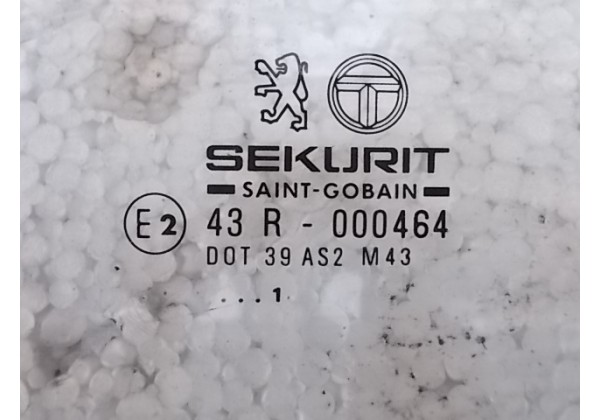 SEKURIT
SAINT-GOBAIN
E2 43 R - 000464
DOT 39 AS2 M43
...1